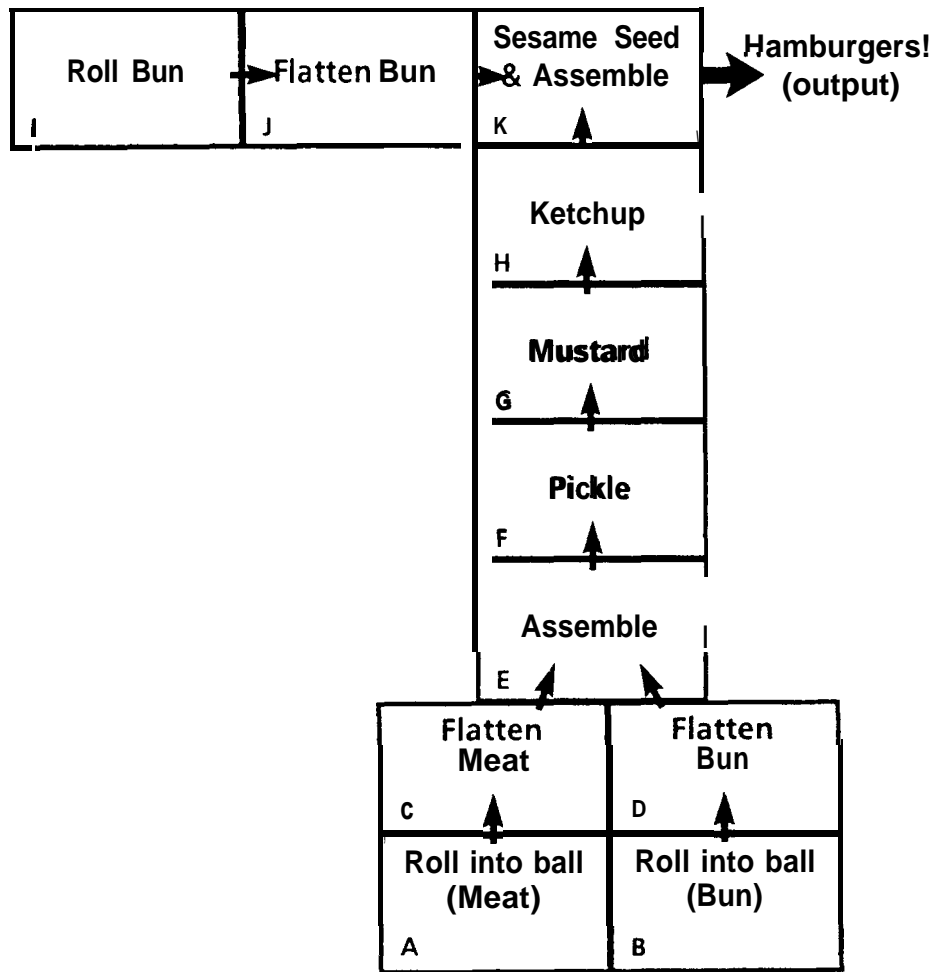 Roll Bun
I
Flatten Bun
J
Sesame Seed
& Assemble
K
Hamburgers!
(output)
Ketchup
H
Mustard
G
Pickle
F
Assemble
E
Flatten
Meat
C
Flatten
Bun
D
Roll into ball
(Meat)
A
Roll into ball
(Bun)
B